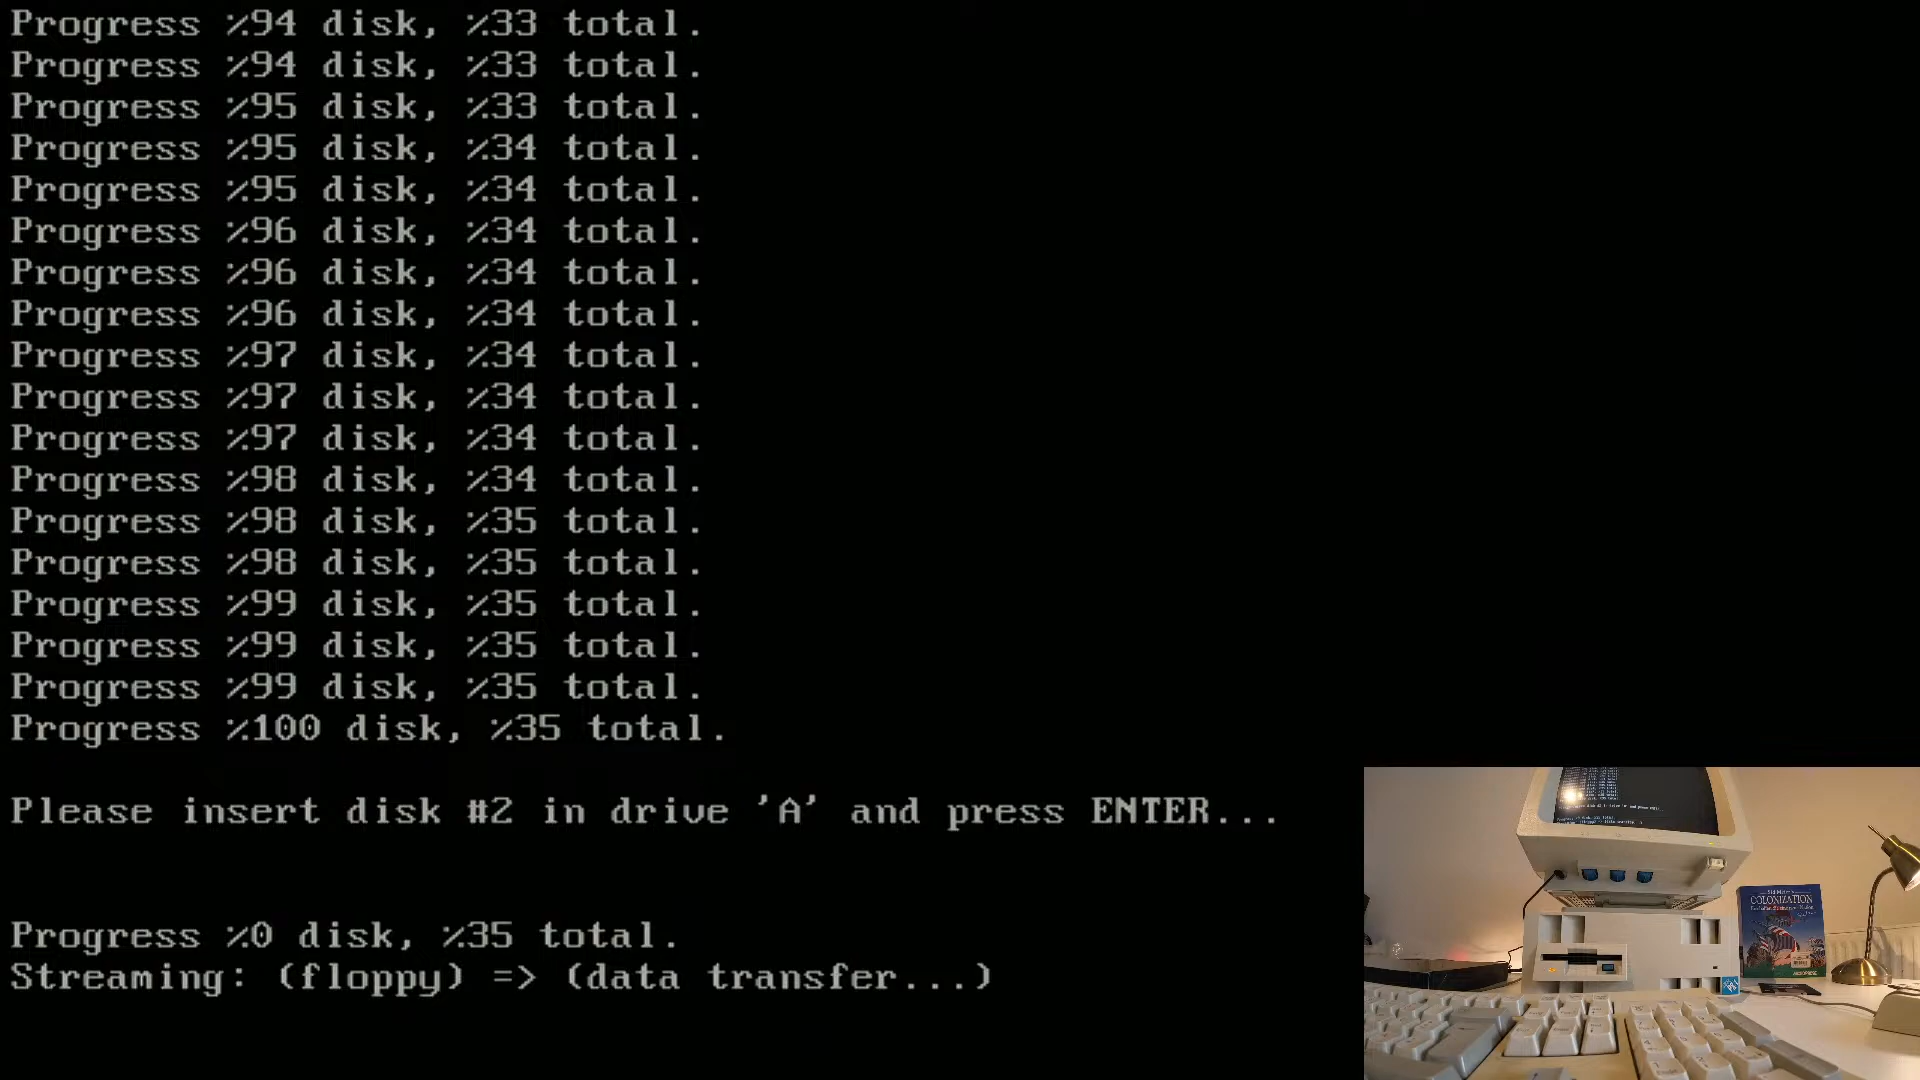 Progress %94 disk, %33 total.
Progress %94 disk, %33 total.
Progress %95 disk, %33 total.
Progress %95 disk, %34 total.
Progress %95 disk, %34 total.
Progress %96 disk, %34 total.
Progress %96 disk, %34 total.
Progress %96 disk, %34 total.
Progress %97 disk, %34 total.
Progress %97 disk, %34 total.
Progress %97 disk, %34 total.
Progress %98 disk, %34 total.
Progress %98 disk, %35 total.
Progress %98 disk, %35 total.
Progress %99 disk, %35 total.
Progress %99 disk, %35 total.
Progress %99 disk, %35 total.
Progress %100 disk, %35 total.
Please insert disk #2 in drive 'A' and press ENTER...
Progress %0 disk, %35 total.
Streaming: (floppy) => (data transfer...)
COLONIZATION
MICROPROSE